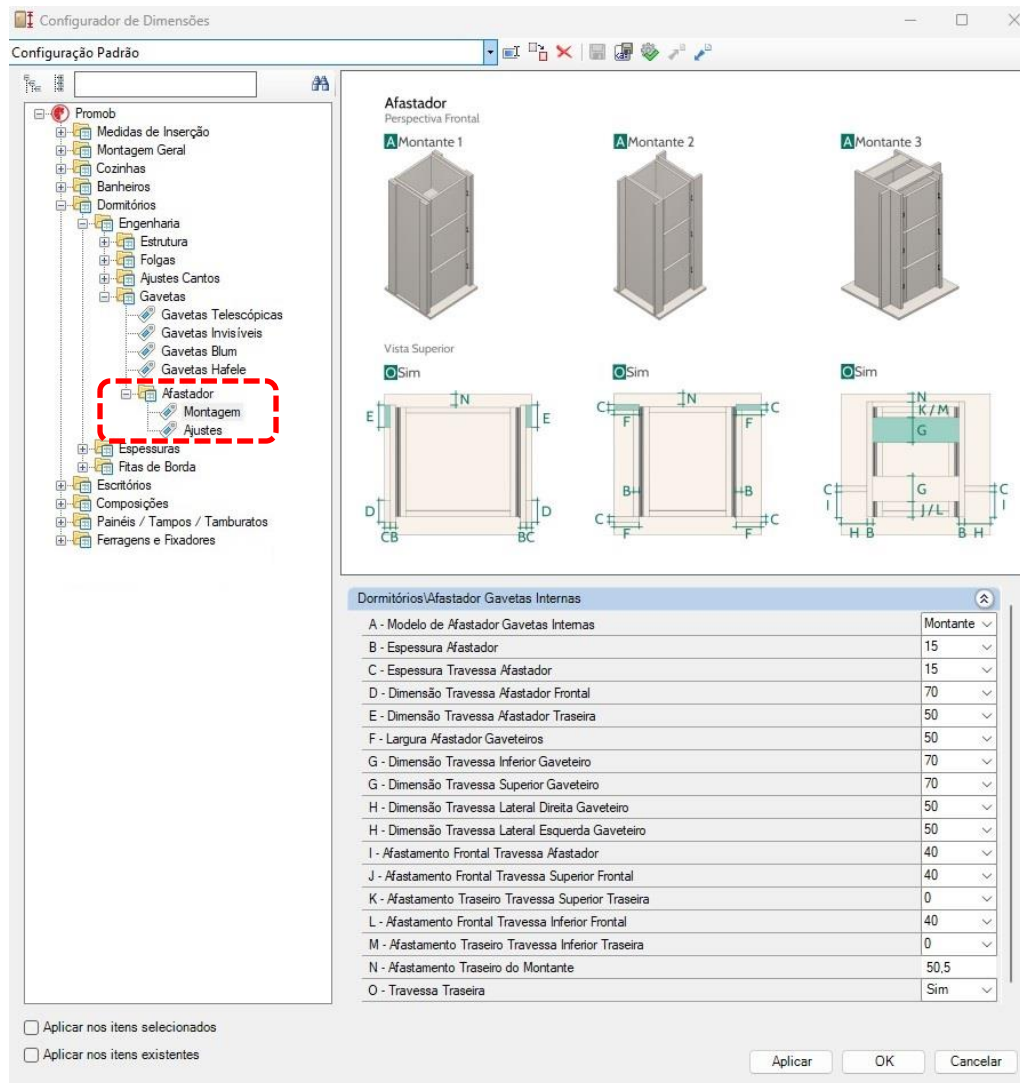 Configurador de Dimensões
Configuração Padrão
Promob
Medidas de Inserção
Montagem Geral
Cozinhas
Banheiros
Dormitórios
Engenharia
Estrutura
Folgas
Ajustes Cantos
Gavetas
Gavetas Telescópicas
Gavetas Invisíveis
Gavetas Blum
Gavetas Hafele
Afastador
Montagem
Ajustes
Espessuras
Fitas de Borda
Escritórios
Composições
Painéis / Tampos / Tamburatos
Ferragens e Fixadores
Afastador
Perspectiva Frontal
A Montante 1
A Montante 2
A Montante 3
Vista Superior
O Sim
O Sim
O Sim
N
E E
D D
CB BC
N
C C
F F
B B
C C
F F
N
K / M
G
C G C
I J/L I
H B B H
Dormitórios\Afastador Gavetas Internas
A - Modelo de Afastador Gavetas Internas Montante
B - Espessura Afastador 15
C - Espessura Travessa Afastador 15
D - Dimensão Travessa Afastador Frontal 70
E - Dimensão Travessa Afastador Traseira 50
F - Largura Afastador Gaveteiros 50
G - Dimensão Travessa Inferior Gaveteiro 70
G - Dimensão Travessa Superior Gaveteiro 70
H - Dimensão Travessa Lateral Direita Gaveteiro 50
H - Dimensão Travessa Lateral Esquerda Gaveteiro 50
I - Afastamento Frontal Travessa Afastador 40
J - Afastamento Frontal Travessa Superior Frontal 40
K - Afastamento Traseiro Travessa Superior Traseira 0
L - Afastamento Frontal Travessa Inferior Frontal 40
M - Afastamento Traseiro Travessa Inferior Traseira 0
N - Afastamento Traseiro do Montante 50,5
O - Travessa Traseira Sim
Aplicar nos itens selecionados
Aplicar nos itens existentes
Aplicar OK Cancelar